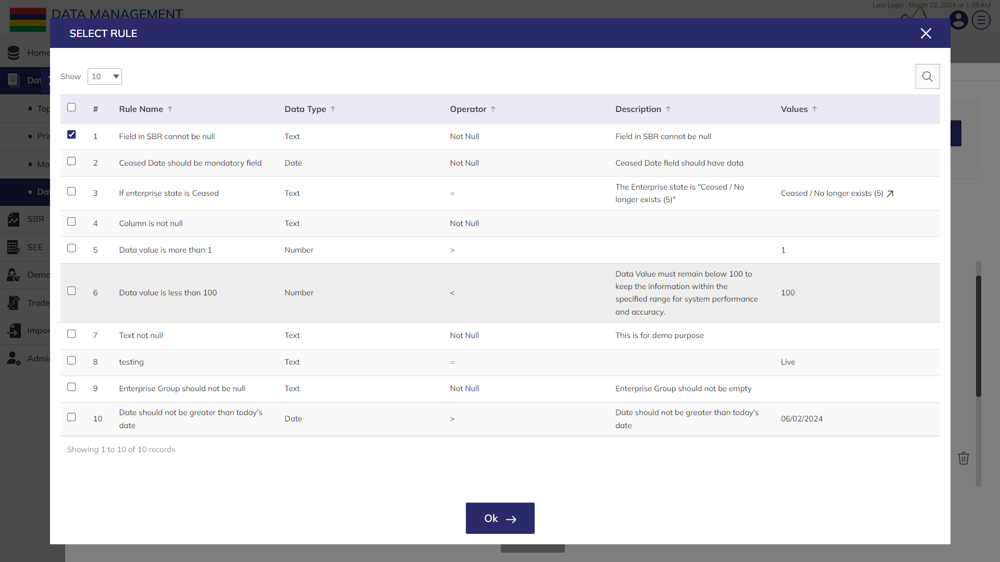 DATA MANAGEMENT
Last Login : March 22, 2024 at 1:39 AM
SELECT RULE
Home
Show 10
# Rule Name ↑ Data Type ↑ Operator ↑ Description ↑ Values ↑
1 Field in SBR cannot be null Text Not Null Field in SBR cannot be null
2 Ceased Date should be mandatory field Date Not Null Ceased Date field should have data
3 If enterprise state is Ceased Text = The Enterprise state is "Ceased / No
longer exists (5)" Ceased / No longer exists (5)
4 Column is not null Text Not Null
5 Data value is more than 1 Number > 1
6 Data value is less than 100 Number < Data Value must remain below 100 to
keep the information within the
specified range for system performance
and accuracy. 100
7 Text not null Text Not Null This is for demo purpose
8 testing Text = Live
9 Enterprise Group should not be null Text Not Null Enterprise Group should not be empty
10 Date should not be greater than today's
date Date > Date should not be greater than today's
date 06/02/2024
Showing 1 to 10 of 10 records
Ok →
Dat
Top
Prin
Ma
Dat
SBR
SEE
Demo
Trade
Impor
Admin